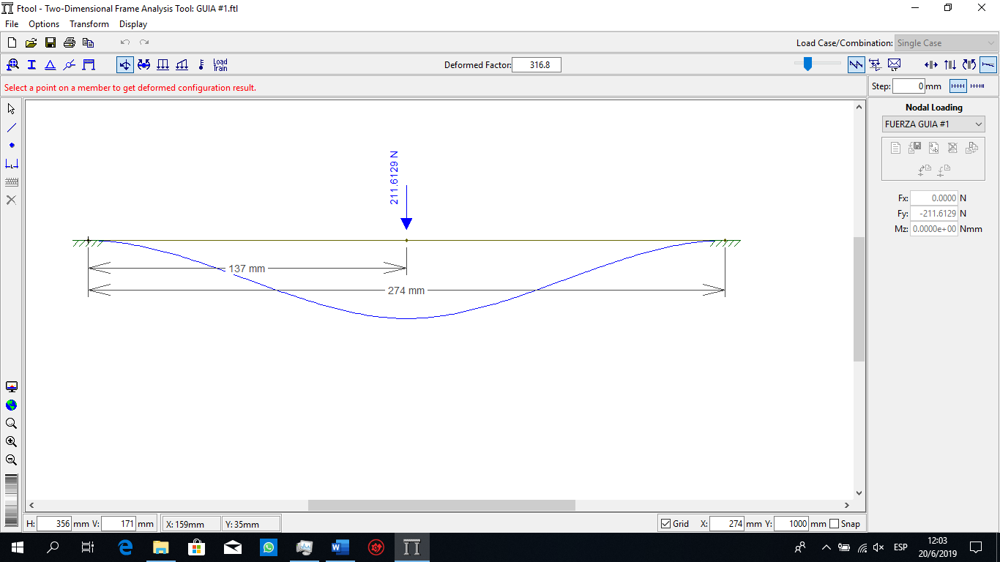 Ftool - Two-Dimensional Frame Analysis Tool: GUIA #1.ftl
File Options Transform Display
Load Case/Combination: Single Case
Load
Train
Deformed Factor: 316.8
Select a point on a member to get deformed configuration result.
Step: 0 mm
Nodal Loading
FUERZA GUIA #1
Fx: 0.0000 N
Fy: -211.6129 N
Mz: 0.0000e+00 Nmm
211.6129 N
137 mm
274 mm
H: 356 mm V: 171 mm X: 159mm Y: 35mm Grid X: 274 mm Y: 1000 mm Snap
ESP
12:03
20/6/2019